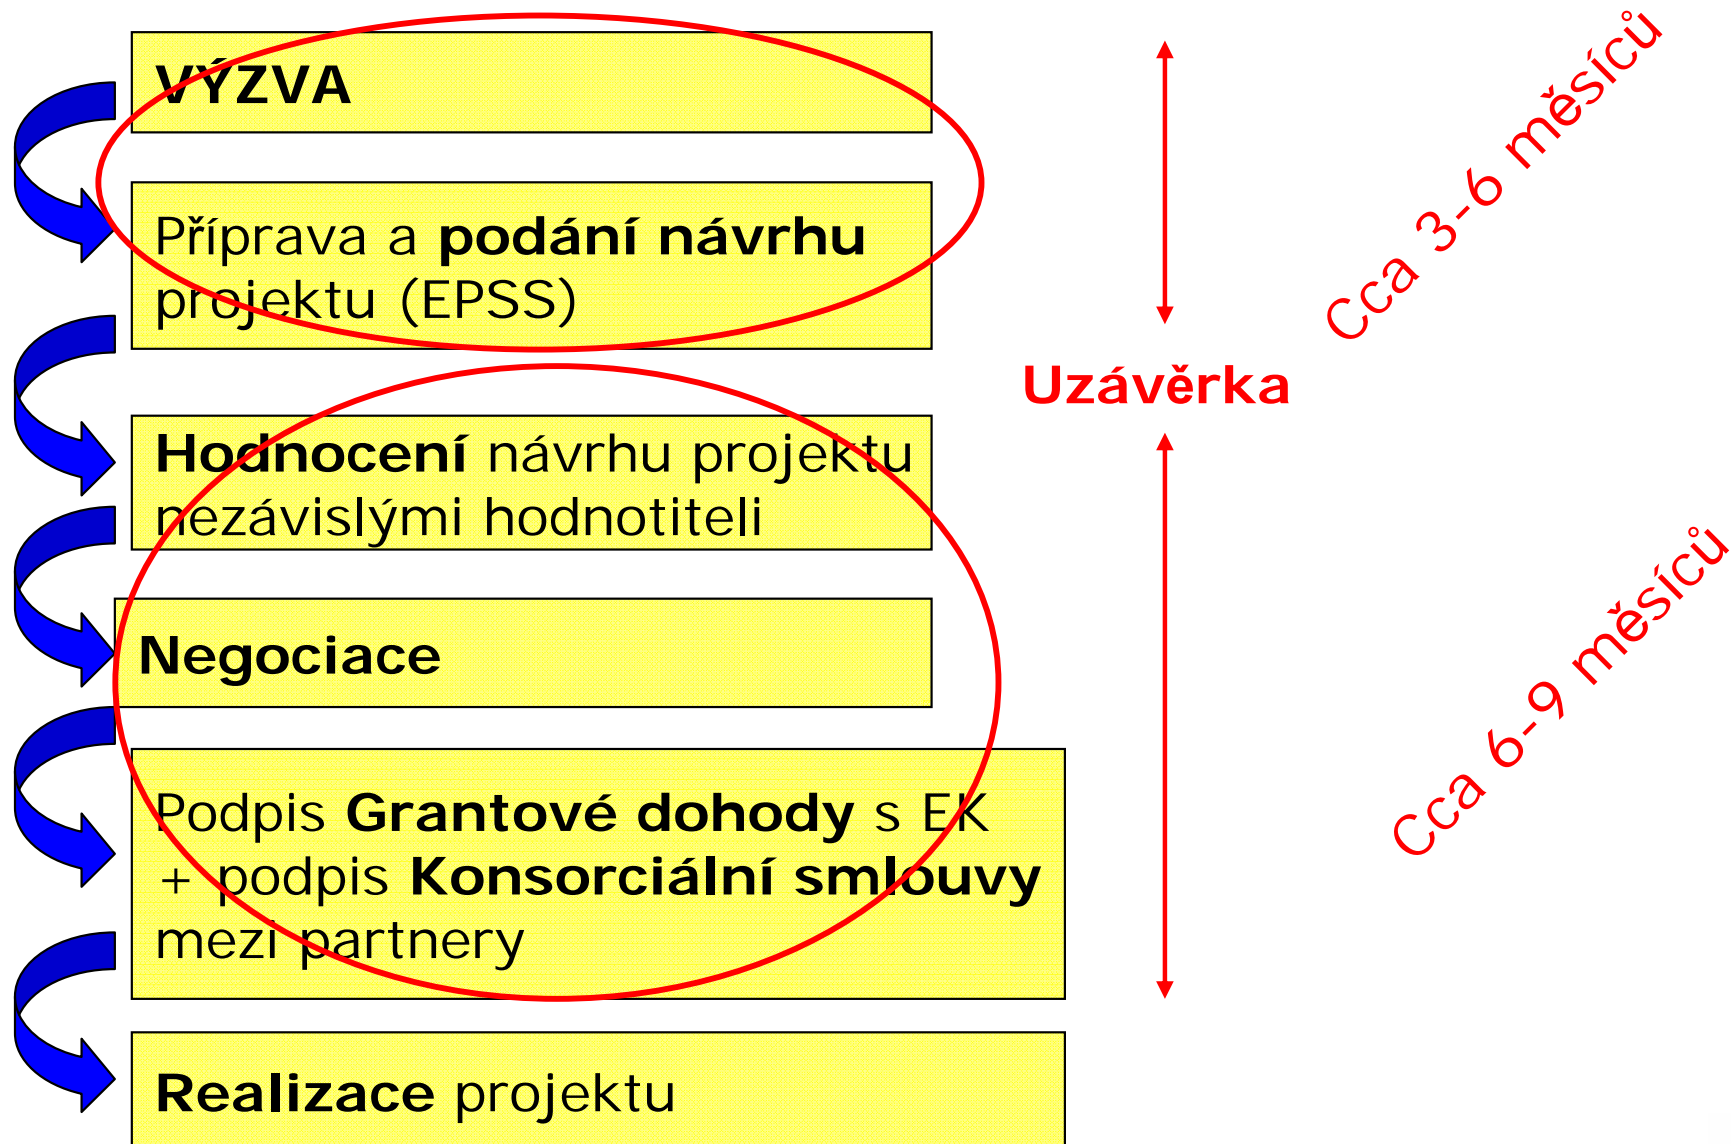 VÝZVA
Příprava a podání návrhu
projektu (EPSS)
Cca 3-6 měsíců
Uzávěrka
Hodnocení návrhu projektu
nezávislými hodnotiteli
Negociace
Cca 6-9 měsíců
Podpis Grantové dohody s EK
+ podpis Konsorciální smlouvy
mezi partnery
Realizace projektu